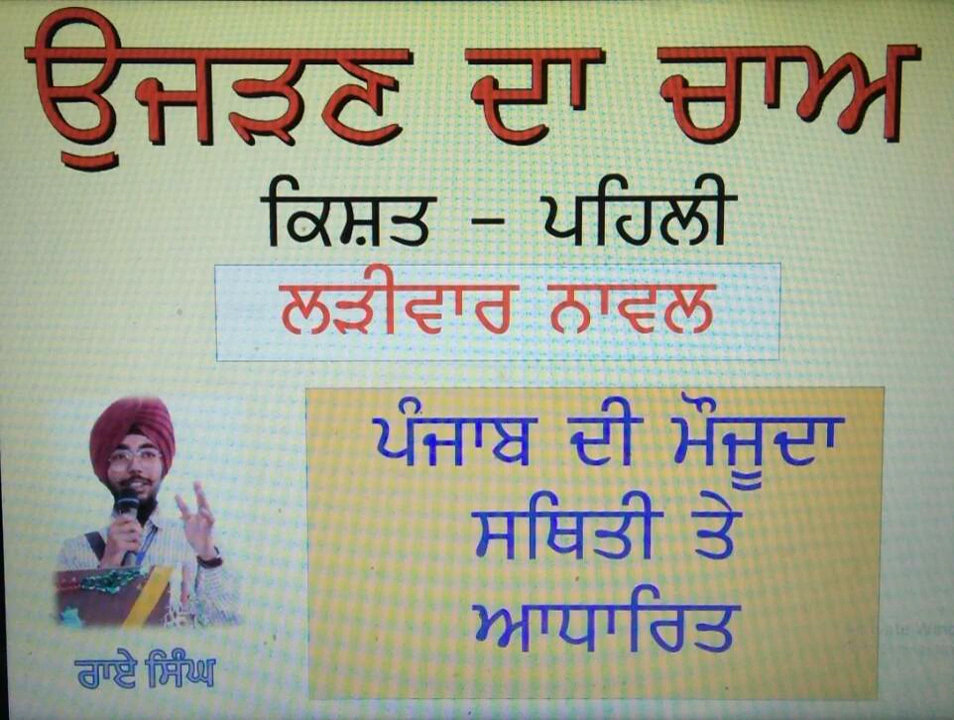 ਉਜੜਣ ਦਾ ਚਾਅ
ਕਿਸ਼ਤ – ਪਹਿਲੀ
ਲੜੀਵਾਰ ਨਾਵਲ
ਪੰਜਾਬ ਦੀ ਮੌਜੂਦਾ
ਸਥਿਤੀ ਤੇ
ਆਧਾਰਿਤ
ਰਾਏ ਸਿੰਘ